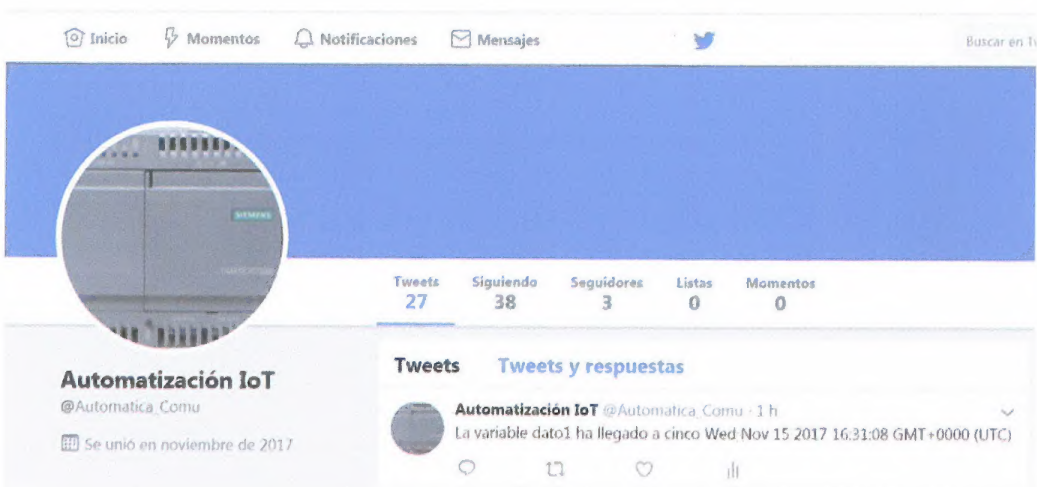 Inicio Momentos Notificaciones Mensajes Buscar en Tw
SIEMENS
Tweets Siguiendo Seguidores Listas Momentos
27 38 3 0 0
Automatización IoT
@Automatica_Comu
Se unió en noviembre de 2017
Tweets Tweets y respuestas
Automatización IoT @Automatica_Comu · 1 h
La variable dato1 ha llegado a cinco Wed Nov 15 2017 16:31:08 GMT+0000 (UTC)